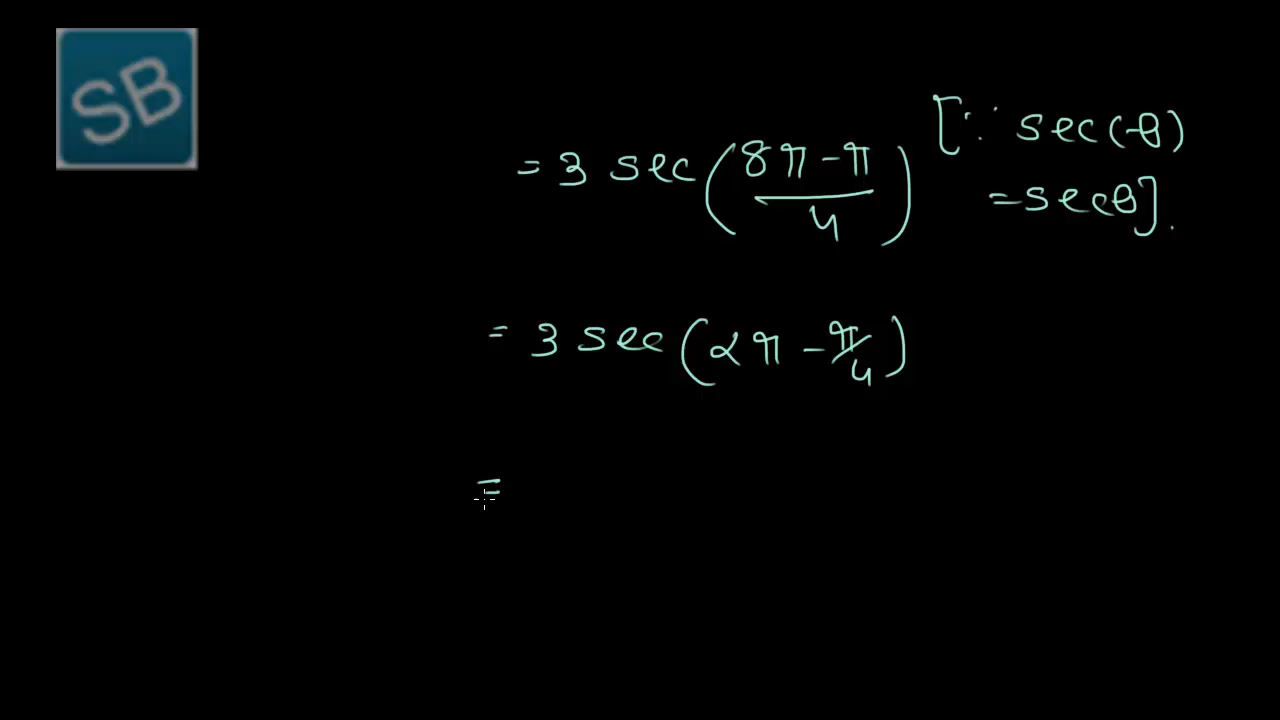 SB
= 3 sec(8π-π/4) [∵ sec(-θ)
= secθ].
= 3 sec(2π - π/4)
=